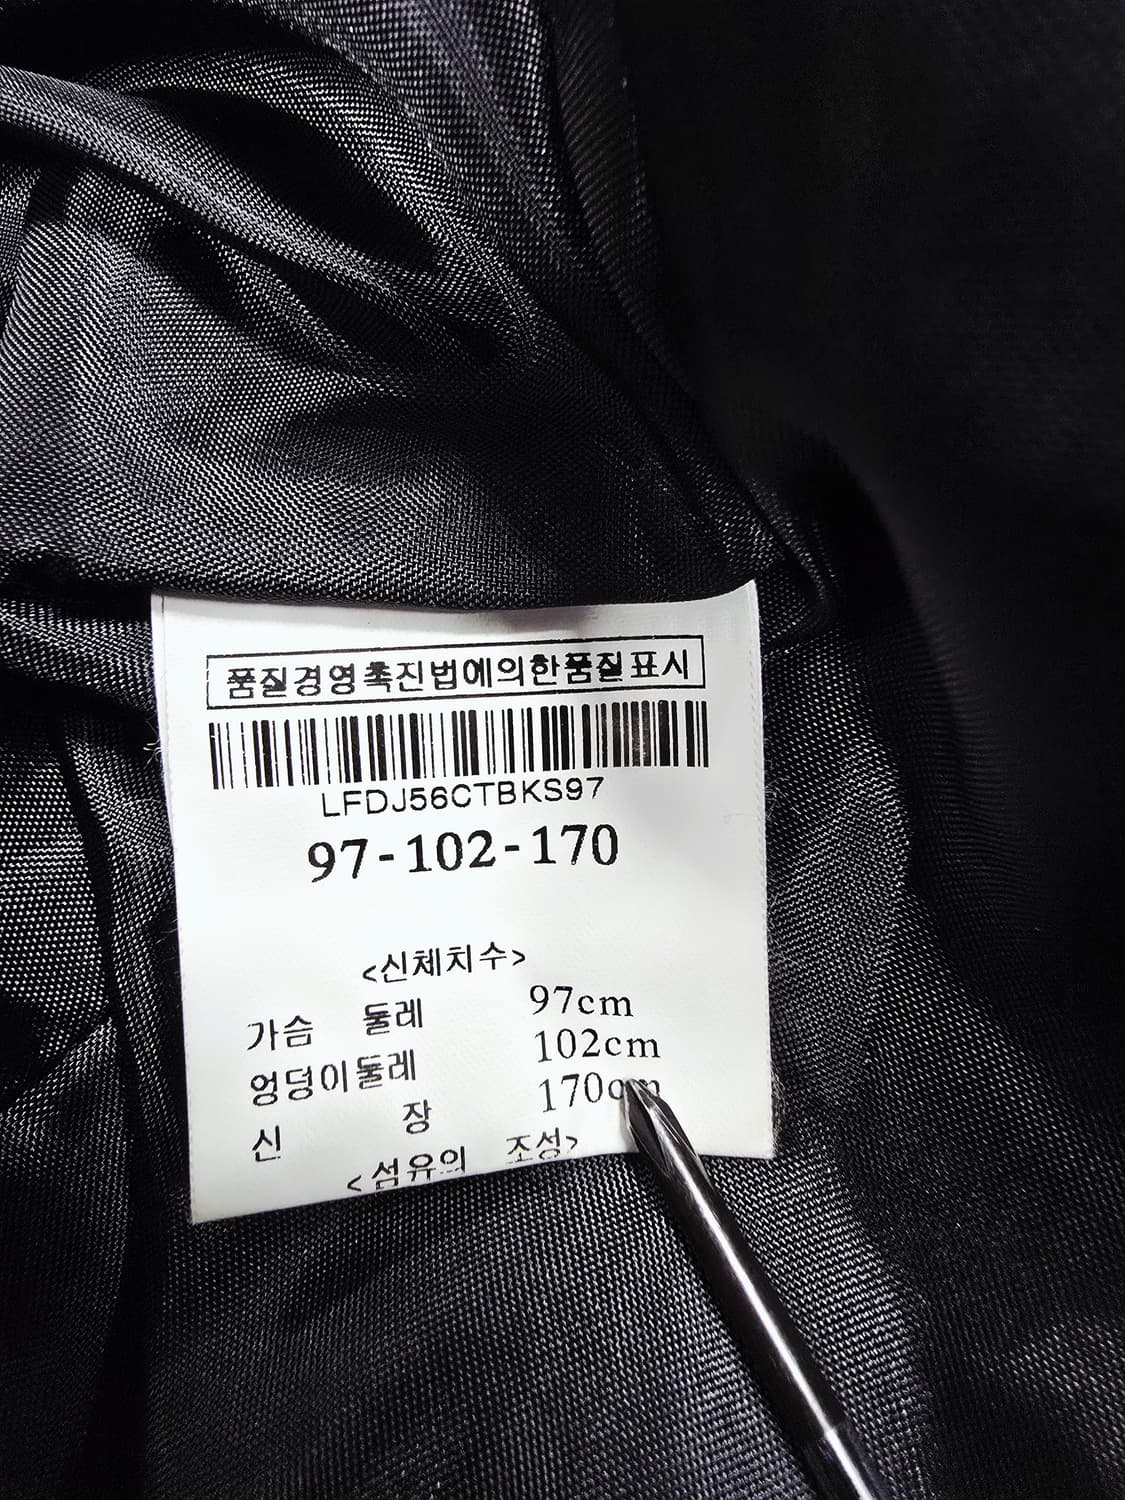 품질경영촉진법에의한품질표시
LFDJ56CTBKS97
97-102-170
<신체치수>
가슴 둘레 97cm
엉덩이둘레 102cm
신 장 170cm
<섬유의 조성>